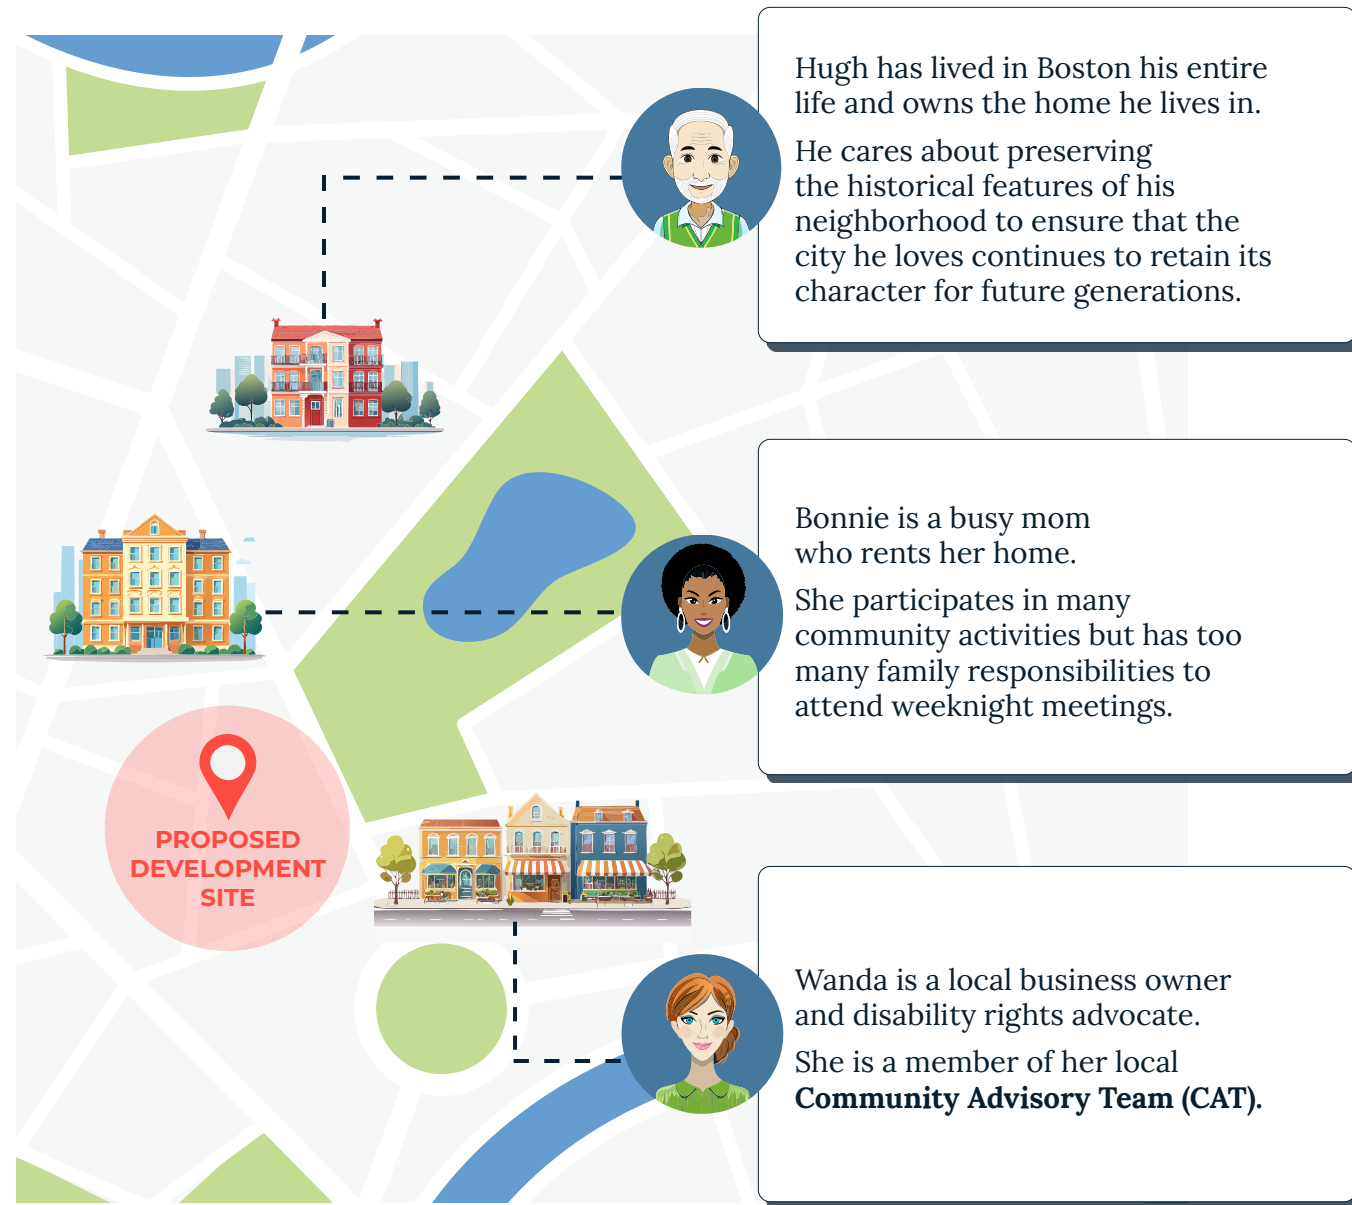 Hugh has lived in Boston his entire
life and owns the home he lives in.
He cares about preserving
the historical features of his
neighborhood to ensure that the
city he loves continues to retain its
character for future generations.
Bonnie is a busy mom
who rents her home.
She participates in many
community activities but has too
many family responsibilities to
attend weeknight meetings.
PROPOSED
DEVELOPMENT
SITE
Wanda is a local business owner
and disability rights advocate.
She is a member of her local
Community Advisory Team (CAT).